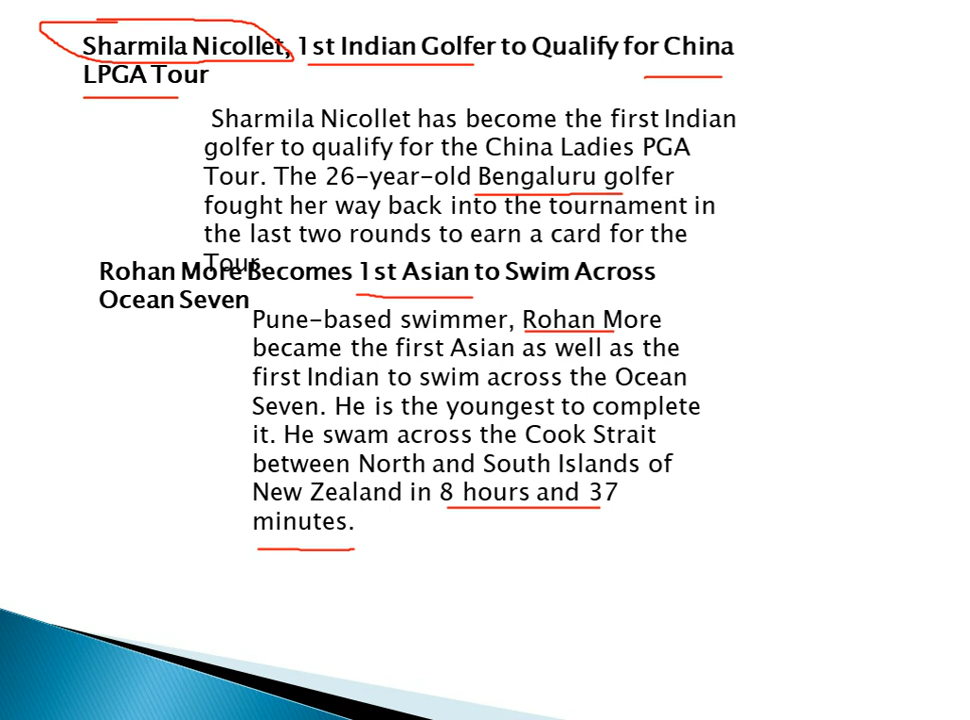 Sharmila Nicollet, 1st Indian Golfer to Qualify for China
LPGA Tour
Sharmila Nicollet has become the first Indian
golfer to qualify for the China Ladies PGA
Tour. The 26-year-old Bengaluru golfer
fought her way back into the tournament in
the last two rounds to earn a card for the
Tour.
Rohan More Becomes 1st Asian to Swim Across
Ocean Seven
Pune-based swimmer, Rohan More
became the first Asian as well as the
first Indian to swim across the Ocean
Seven. He is the youngest to complete
it. He swam across the Cook Strait
between North and South Islands of
New Zealand in 8 hours and 37
minutes.